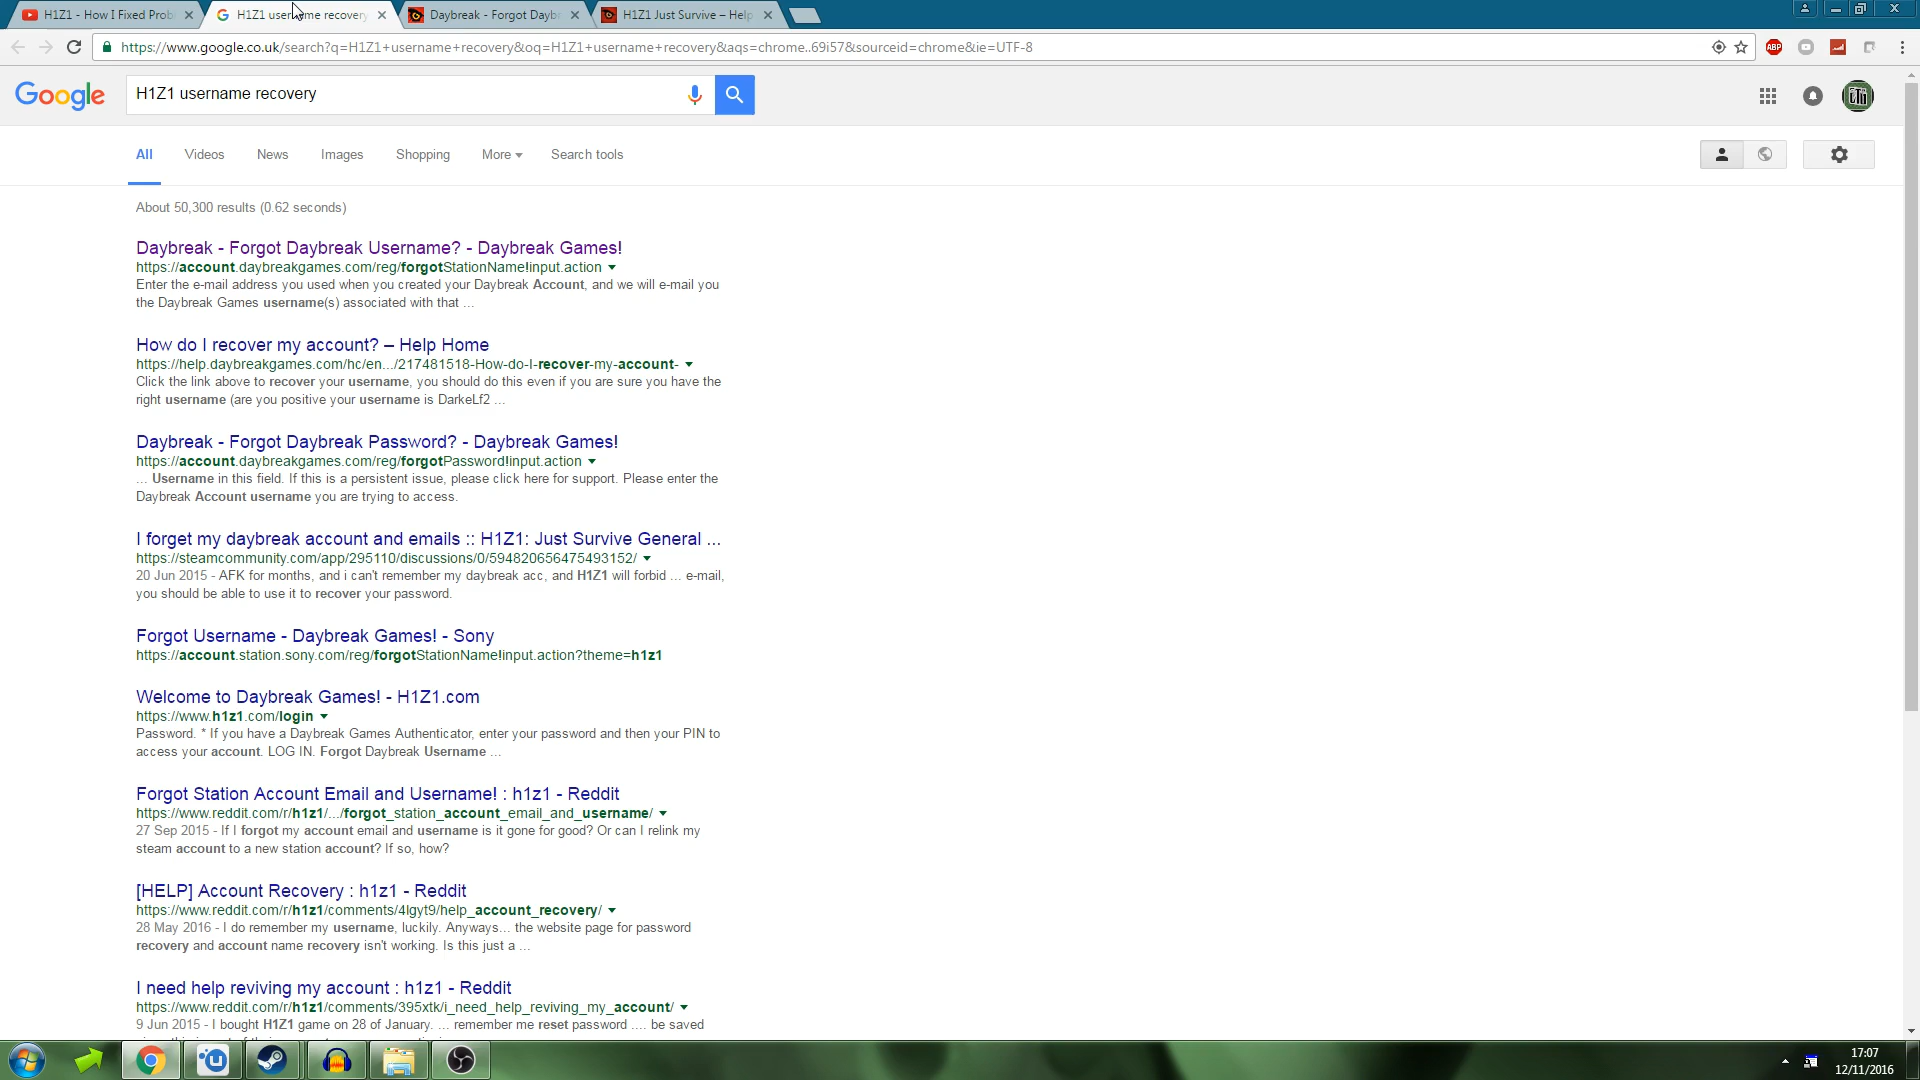 H1Z1 - How I Fixed Prob
H1Z1 username recovery
Daybreak - Forgot Dayb
H1Z1 Just Survive – Help
https://www.google.co.uk/search?q=H1Z1+username+recovery&oq=H1Z1+username+recovery&aqs=chrome..69i57&sourceid=chrome&ie=UTF-8
ABP
Google
H1Z1 username recovery
All Videos News Images Shopping More Search tools
About 50,300 results (0.62 seconds)
Daybreak - Forgot Daybreak Username? - Daybreak Games!
https://account.daybreakgames.com/reg/forgotStationName!input.action
Enter the e-mail address you used when you created your Daybreak Account, and we will e-mail you
the Daybreak Games username(s) associated with that ...
How do I recover my account? – Help Home
https://help.daybreakgames.com/hc/en.../217481518-How-do-I-recover-my-account-
Click the link above to recover your username, you should do this even if you are sure you have the
right username (are you positive your username is DarkeLf2 ...
Daybreak - Forgot Daybreak Password? - Daybreak Games!
https://account.daybreakgames.com/reg/forgotPassword!input.action
... Username in this field. If this is a persistent issue, please click here for support. Please enter the
Daybreak Account username you are trying to access.
I forget my daybreak account and emails :: H1Z1: Just Survive General ...
https://steamcommunity.com/app/295110/discussions/0/594820656475493152/
20 Jun 2015 - AFK for months, and i can't remember my daybreak acc, and H1Z1 will forbid ... e-mail,
you should be able to use it to recover your password.
Forgot Username - Daybreak Games! - Sony
https://account.station.sony.com/reg/forgotStationName!input.action?theme=h1z1
Welcome to Daybreak Games! - H1Z1.com
https://www.h1z1.com/login
Password. * If you have a Daybreak Games Authenticator, enter your password and then your PIN to
access your account. LOG IN. Forgot Daybreak Username ...
Forgot Station Account Email and Username! : h1z1 - Reddit
https://www.reddit.com/r/h1z1/.../forgot_station_account_email_and_username/
27 Sep 2015 - If I forgot my account email and username is it gone for good? Or can I relink my
steam account to a new station account? If so, how?
[HELP] Account Recovery : h1z1 - Reddit
https://www.reddit.com/r/h1z1/comments/4lgyt9/help_account_recovery/
28 May 2016 - I do remember my username, luckily. Anyways... the website page for password
recovery and account name recovery isn't working. Is this just a ...
I need help reviving my account : h1z1 - Reddit
https://www.reddit.com/r/h1z1/comments/395xtk/i_need_help_reviving_my_account/
9 Jun 2015 - I bought H1Z1 game on 28 of January. ... remember me reset password .... be saved
17:07
12/11/2016